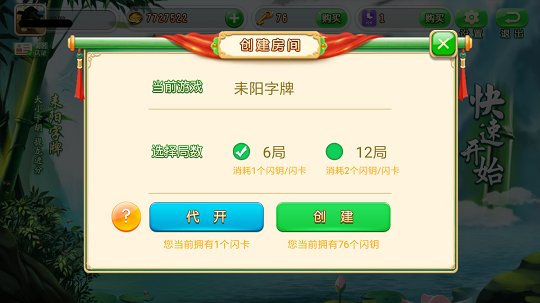 7727522
76
购买
1
购买
设置
退出
创建房间
当前游戏
耒阳字牌
选择局数
6局
12局
消耗1个闪钥/闪卡
消耗2个闪钥/闪卡
?
代 开
创 建
您当前拥有1个闪卡
您当前拥有76个闪钥
耒阳字牌
快速开始